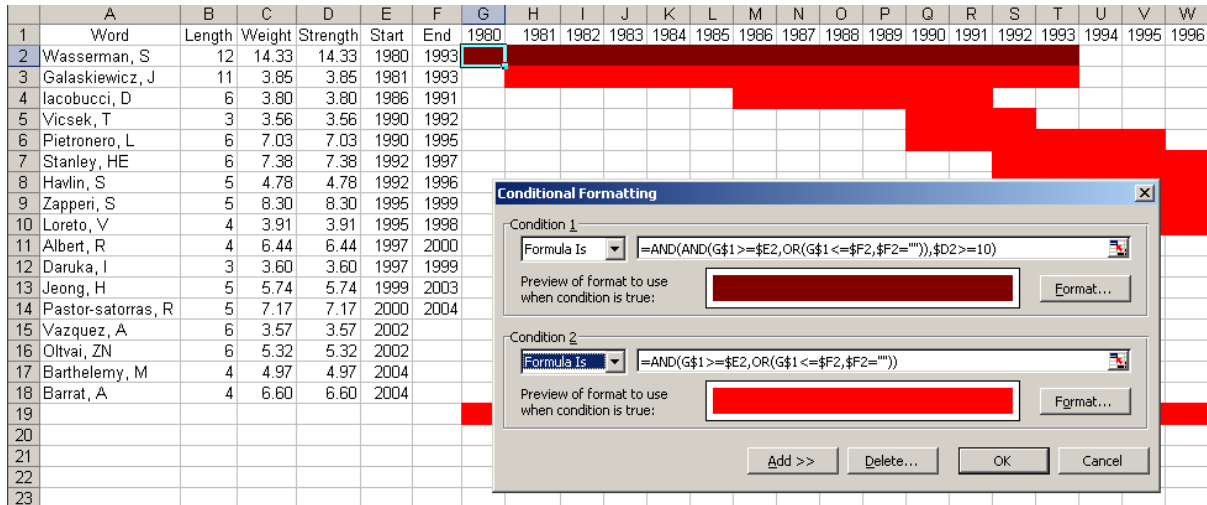 A B C D E F G H I J K L M N O P Q R S T U V W
1 Word Length Weight Strength Start End 1980 1981 1982 1983 1984 1985 1986 1987 1988 1989 1990 1991 1992 1993 1994 1995 1996
2 Wasserman, S 12 14.33 14.33 1980 1993
3 Galaskiewicz, J 11 3.85 3.85 1981 1993
4 Iacobucci, D 6 3.80 3.80 1986 1991
5 Vicsek, T 3 3.56 3.56 1990 1992
6 Pietronero, L 6 7.03 7.03 1990 1995
7 Stanley, HE 6 7.38 7.38 1992 1997
8 Havlin, S 5 4.78 4.78 1992 1996
9 Zapperi, S 5 8.30 8.30 1995 1999
10 Loreto, V 4 3.91 3.91 1995 1998
11 Albert, R 4 6.44 6.44 1997 2000
12 Daruka, I 3 3.60 3.60 1997 1999
13 Jeong, H 5 5.74 5.74 1999 2003
14 Pastor-satorras, R 5 7.17 7.17 2000 2004
15 Vazquez, A 6 3.57 3.57 2002
16 Oltvai, ZN 6 5.32 5.32 2002
17 Barthelemy, M 4 4.97 4.97 2004
18 Barrat, A 4 6.60 6.60 2004
19
20
21
22
23
Conditional Formatting
Condition 1
Formula Is =AND(AND(G$1>=$E2,OR(G$1<=$F2,$F2="")),$D2>=10)
Preview of format to use
when condition is true:
Format...
Condition 2
Formula Is =AND(G$1>=$E2,OR(G$1<=$F2,$F2=""))
Preview of format to use
when condition is true:
Format...
Add >> Delete... OK Cancel